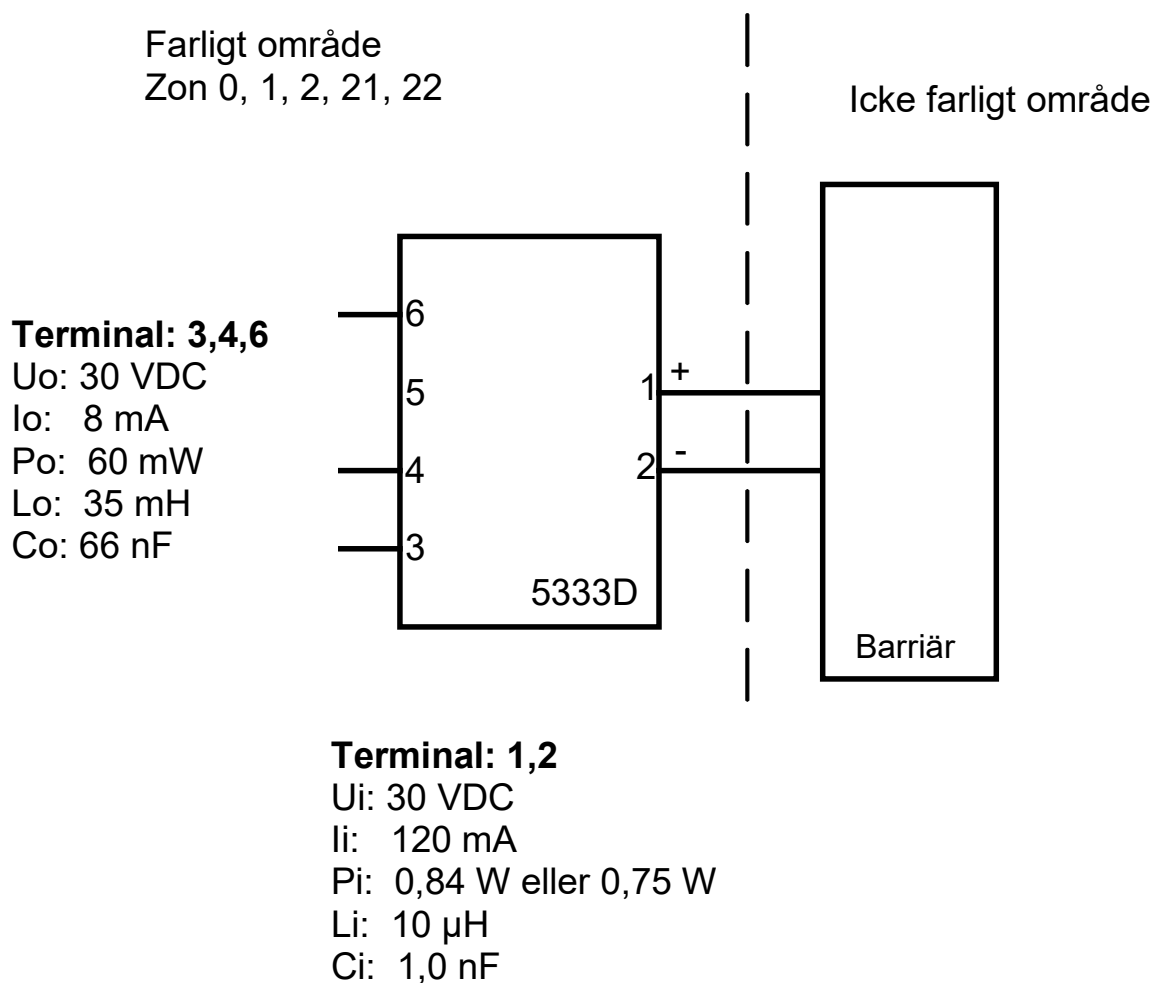 Farligt område
Zon 0, 1, 2, 21, 22
Icke farligt område
Terminal: 3,4,6
Uo: 30 VDC
Io: 8 mA
Po: 60 mW
Lo: 35 mH
Co: 66 nF
6
5
4
3
1
+
2
-
5333D
Barriär
Terminal: 1,2
Ui: 30 VDC
Ii: 120 mA
Pi: 0,84 W eller 0,75 W
Li: 10 µH
Ci: 1,0 nF